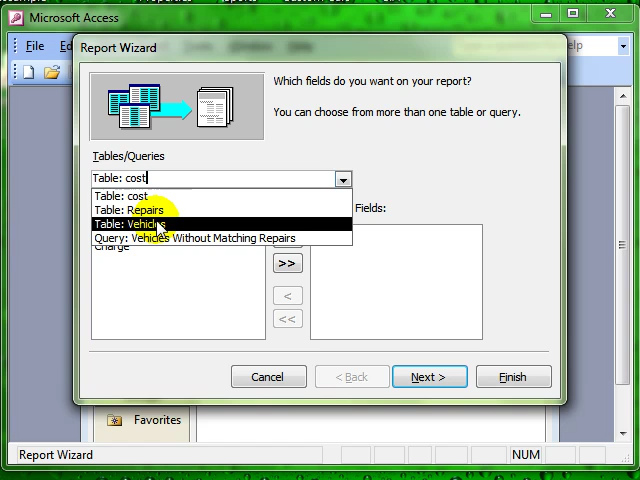 Microsoft Access
File
Report Wizard
Help
Which fields do you want on your report?
You can choose from more than one table or query.
Tables/Queries
Table: cost
Table: cost
Table: Repairs
Table: Vehicles
Query: Vehicles Without Matching Repairs
Fields:
Charge
>>
<
<<
Cancel
< Back
Next >
Finish
Favorites
Report Wizard
NUM